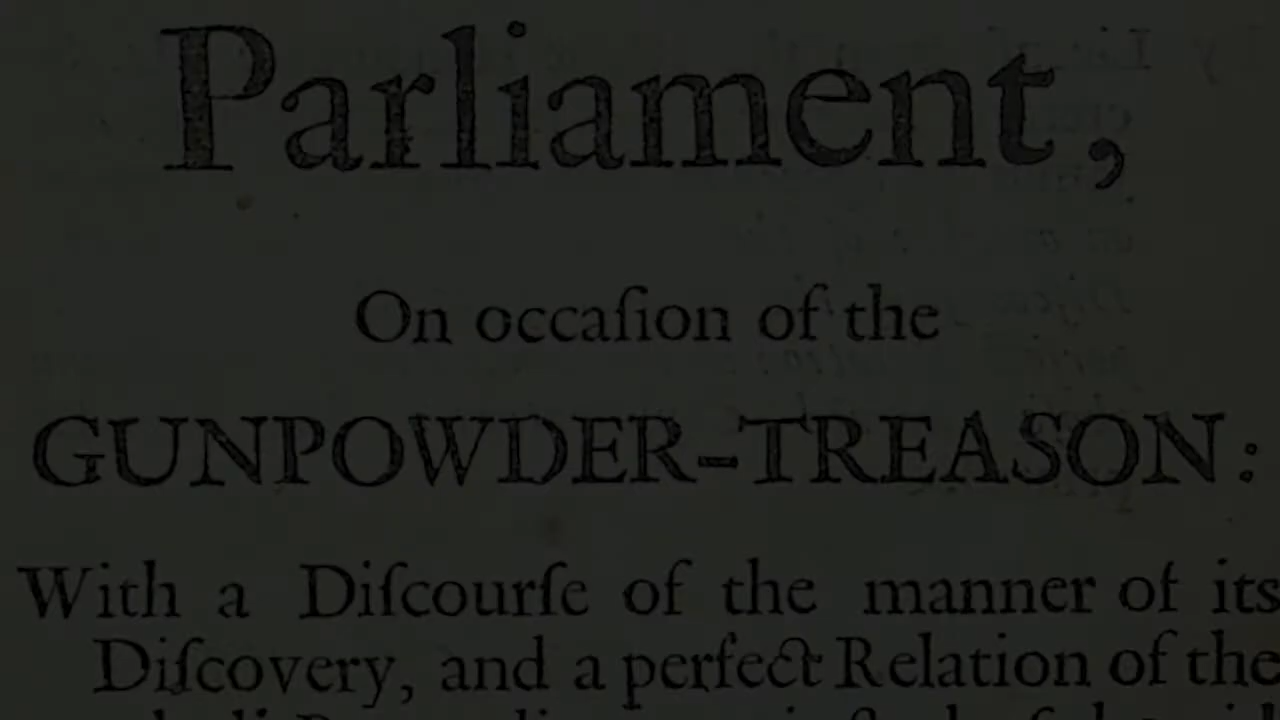 Parliament,
On occaſion of the
GUNPOWDER-TREASON:
With a Diſcourſe of the manner of its
Diſcovery, and a perfect Relation of the